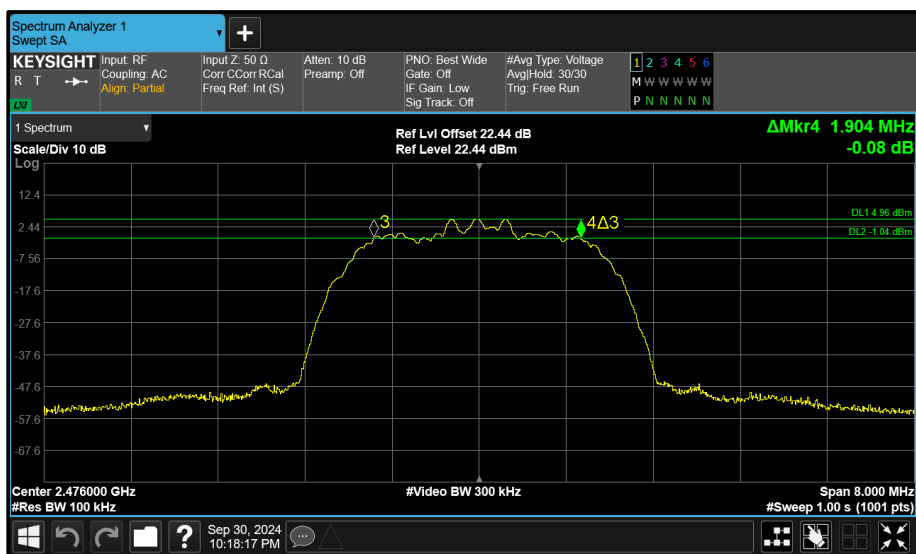 Spectrum Analyzer 1
Swept SA
+
KEYSIGHT
R T
LXI
Input: RF
Coupling: AC
Align: Partial
Input Z: 50 Ω
Corr CCorr RCal
Freq Ref: Int (S)
Atten: 10 dB
Preamp: Off
PNO: Best Wide
Gate: Off
IF Gain: Low
Sig Track: Off
#Avg Type: Voltage
Avg|Hold: 30/30
Trig: Free Run
1 2 3 4 5 6
M W W W W W
P N N N N N
1 Spectrum
Scale/Div 10 dB
Log
Ref Lvl Offset 22.44 dB
Ref Level 22.44 dBm
ΔMkr4 1.904 MHz
-0.08 dB
12.4
2.44
-7.56
-17.6
-27.6
-37.6
-47.6
-57.6
-67.6
3
4Δ3
DL1 4.96 dBm
DL2 -1.04 dBm
Center 2.476000 GHz
#Res BW 100 kHz
#Video BW 300 kHz
Span 8.000 MHz
#Sweep 1.00 s (1001 pts)
?
Sep 30, 2024
10:18:17 PM